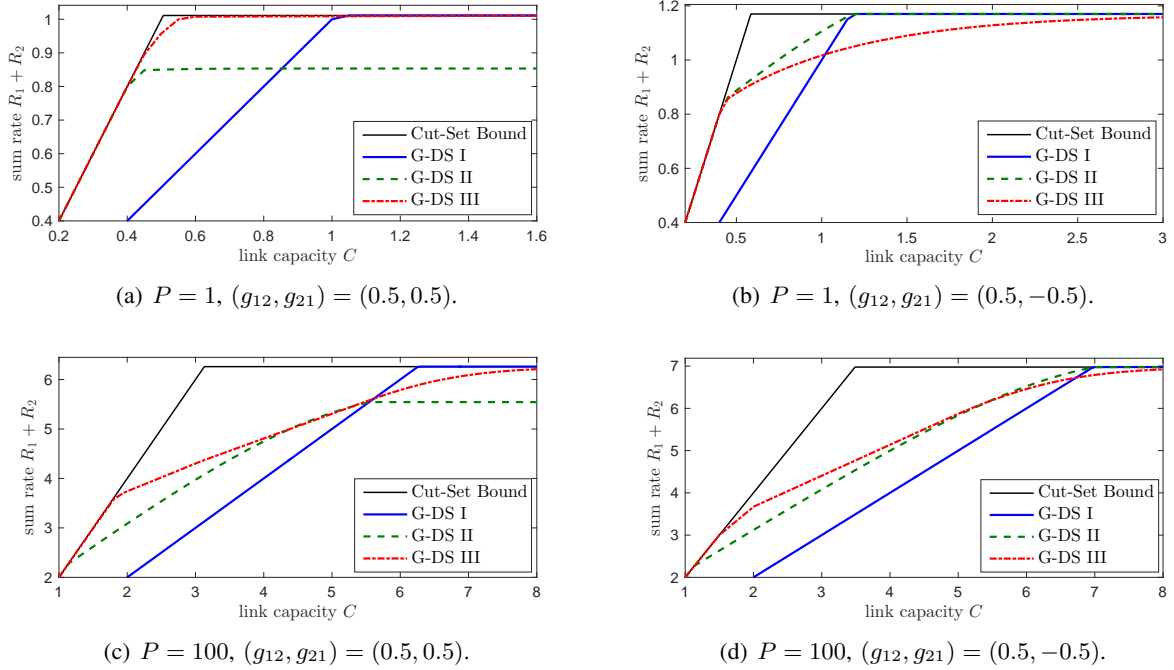 sum rate R₁ + R₂
1
0.9
0.8
0.7
0.6
0.5
0.4
0.2 0.4 0.6 0.8 1 1.2 1.4 1.6
link capacity C
Cut-Set Bound
G-DS I
G-DS II
G-DS III
(a) P = 1, (g₁₂, g₂₁) = (0.5, 0.5).
sum rate R₁ + R₂
1.2
1
0.8
0.6
0.4
0.5 1 1.5 2 2.5 3
link capacity C
Cut-Set Bound
G-DS I
G-DS II
G-DS III
(b) P = 1, (g₁₂, g₂₁) = (0.5, −0.5).
sum rate R₁ + R₂
6
5
4
3
2
1 2 3 4 5 6 7 8
link capacity C
Cut-Set Bound
G-DS I
G-DS II
G-DS III
(c) P = 100, (g₁₂, g₂₁) = (0.5, 0.5).
sum rate R₁ + R₂
7
6
5
4
3
2
1 2 3 4 5 6 7 8
link capacity C
Cut-Set Bound
G-DS I
G-DS II
G-DS III
(d) P = 100, (g₁₂, g₂₁) = (0.5, −0.5).